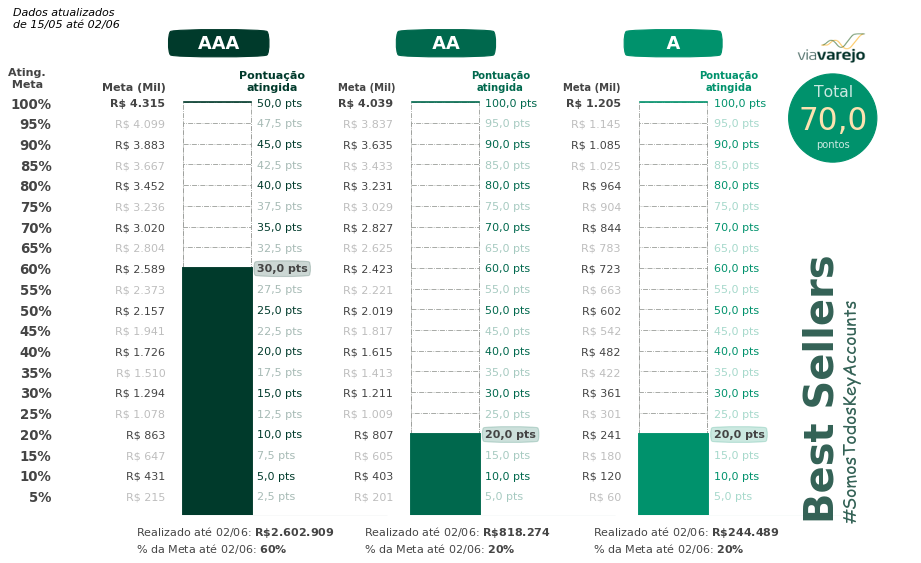 Dados atualizados
de 15/05 até 02/06
AAA
AA
A
viavarejo
Ating.
Meta
Meta (Mil)
Pontuação
atingida
Meta (Mil)
Pontuação
atingida
Meta (Mil)
Pontuação
atingida
Total
70,0
pontos
100% R$ 4.315 50,0 pts R$ 4.039 100,0 pts R$ 1.205 100,0 pts
95% R$ 4.099 47,5 pts R$ 3.837 95,0 pts R$ 1.145 95,0 pts
90% R$ 3.883 45,0 pts R$ 3.635 90,0 pts R$ 1.085 90,0 pts
85% R$ 3.667 42,5 pts R$ 3.433 85,0 pts R$ 1.025 85,0 pts
80% R$ 3.452 40,0 pts R$ 3.231 80,0 pts R$ 964 80,0 pts
75% R$ 3.236 37,5 pts R$ 3.029 75,0 pts R$ 904 75,0 pts
70% R$ 3.020 35,0 pts R$ 2.827 70,0 pts R$ 844 70,0 pts
65% R$ 2.804 32,5 pts R$ 2.625 65,0 pts R$ 783 65,0 pts
60% R$ 2.589 30,0 pts R$ 2.423 60,0 pts R$ 723 60,0 pts
55% R$ 2.373 27,5 pts R$ 2.221 55,0 pts R$ 663 55,0 pts
50% R$ 2.157 25,0 pts R$ 2.019 50,0 pts R$ 602 50,0 pts
45% R$ 1.941 22,5 pts R$ 1.817 45,0 pts R$ 542 45,0 pts
40% R$ 1.726 20,0 pts R$ 1.615 40,0 pts R$ 482 40,0 pts
35% R$ 1.510 17,5 pts R$ 1.413 35,0 pts R$ 422 35,0 pts
30% R$ 1.294 15,0 pts R$ 1.211 30,0 pts R$ 361 30,0 pts
25% R$ 1.078 12,5 pts R$ 1.009 25,0 pts R$ 301 25,0 pts
20% R$ 863 10,0 pts R$ 807 20,0 pts R$ 241 20,0 pts
15% R$ 647 7,5 pts R$ 605 15,0 pts R$ 180 15,0 pts
10% R$ 431 5,0 pts R$ 403 10,0 pts R$ 120 10,0 pts
5% R$ 215 2,5 pts R$ 201 5,0 pts R$ 60 5,0 pts
Best Sellers
#SomosTodosKeyAccounts
Realizado até 02/06: R$2.602.909
% da Meta até 02/06: 60%
Realizado até 02/06: R$818.274
% da Meta até 02/06: 20%
Realizado até 02/06: R$244.489
% da Meta até 02/06: 20%